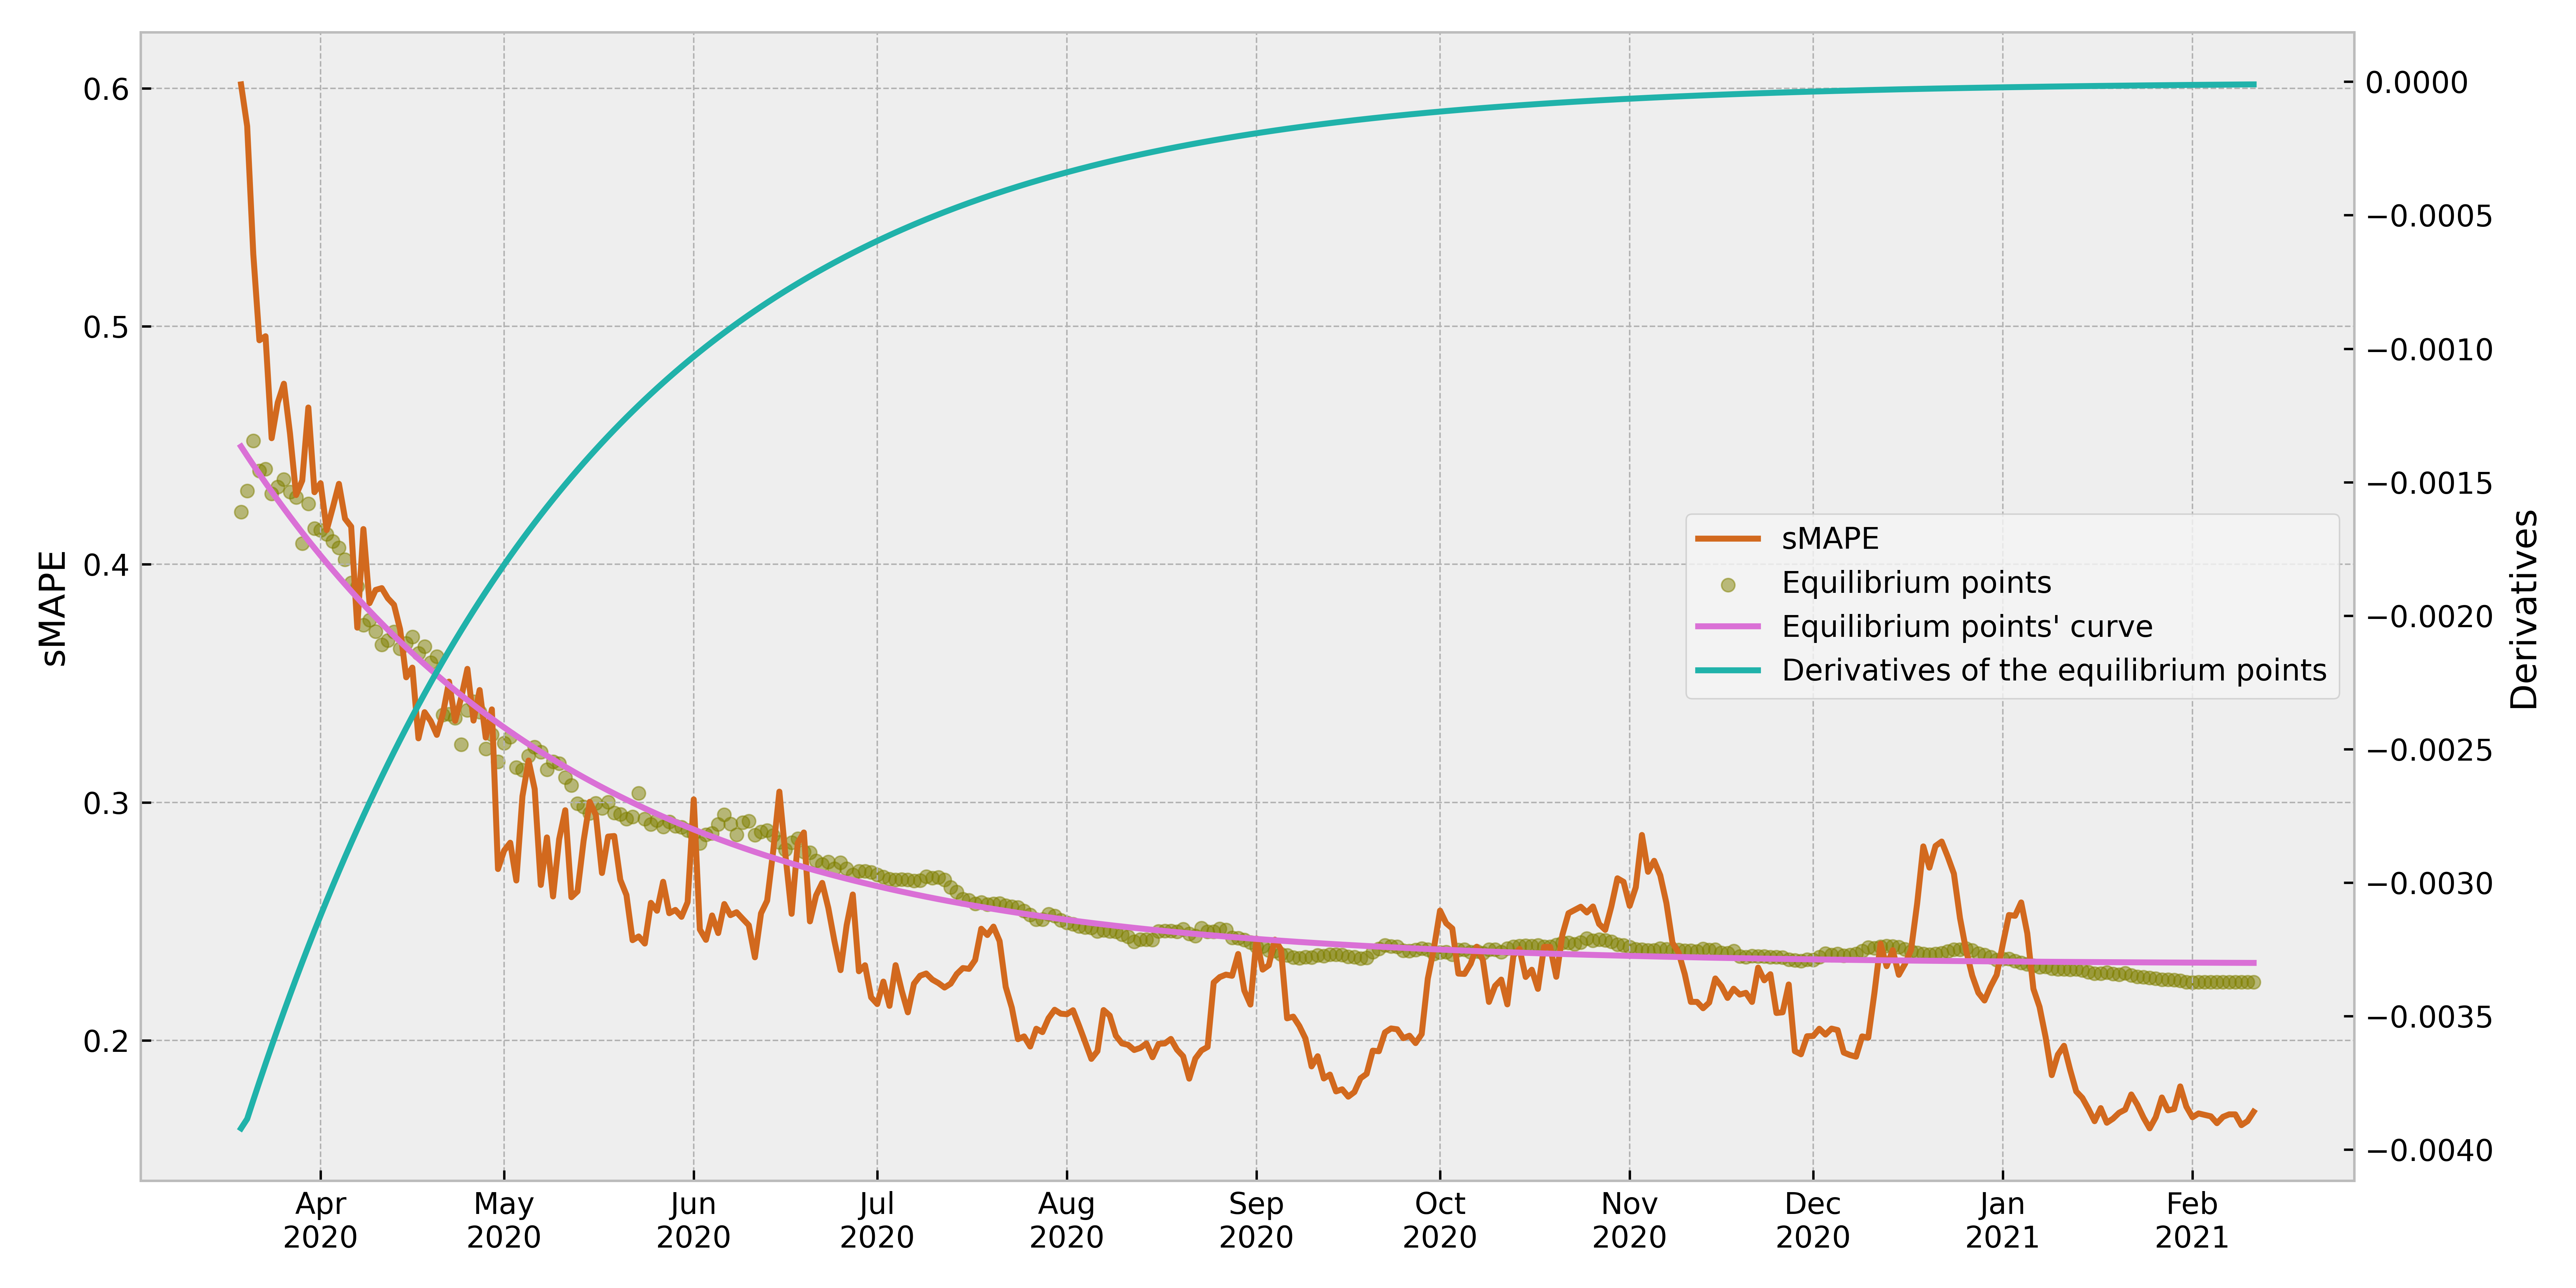 0.6
0.5
0.4
0.3
0.2
sMAPE
0.0000
−0.0005
−0.0010
−0.0015
−0.0020
−0.0025
−0.0030
−0.0035
−0.0040
Derivatives
sMAPE
Equilibrium points
Equilibrium points' curve
Derivatives of the equilibrium points
Apr May Jun Jul Aug Sep Oct Nov Dec Jan Feb
2020 2020 2020 2020 2020 2020 2020 2020 2020 2021 2021